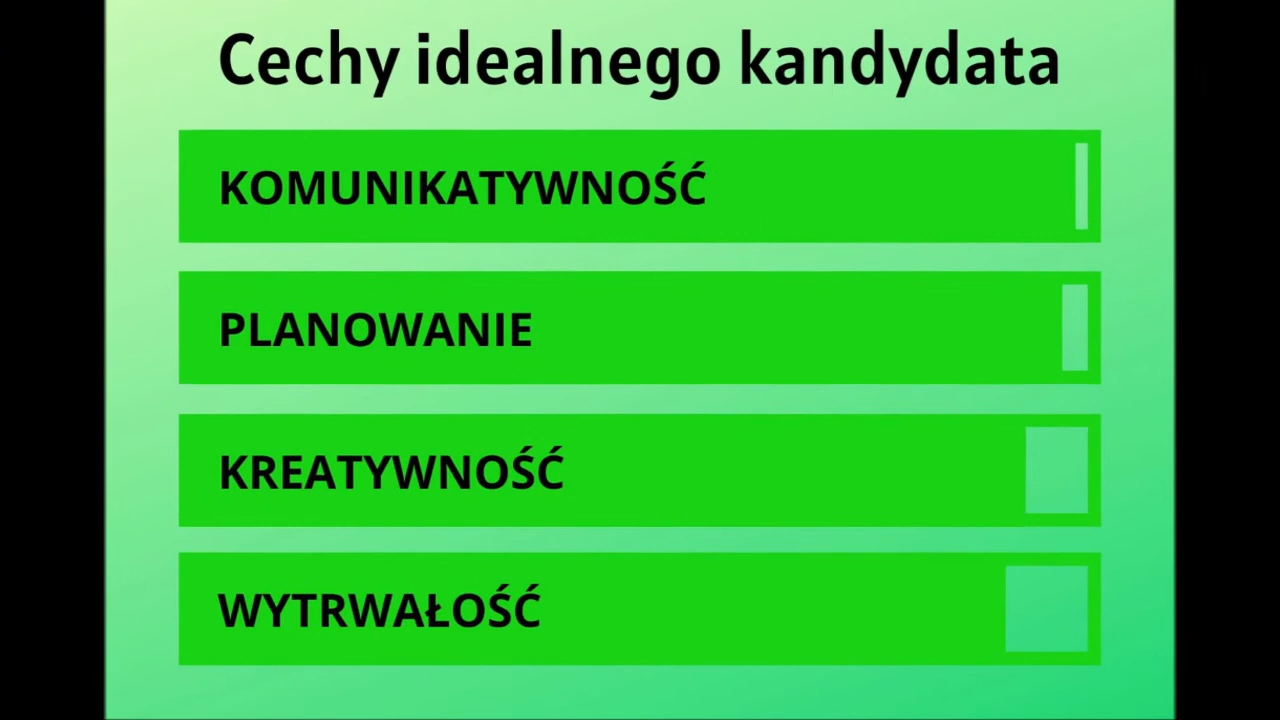 Cechy idealnego kandydata
KOMUNIKATYWNOŚĆ
PLANOWANIE
KREATYWNOŚĆ
WYTRWAŁOŚĆ